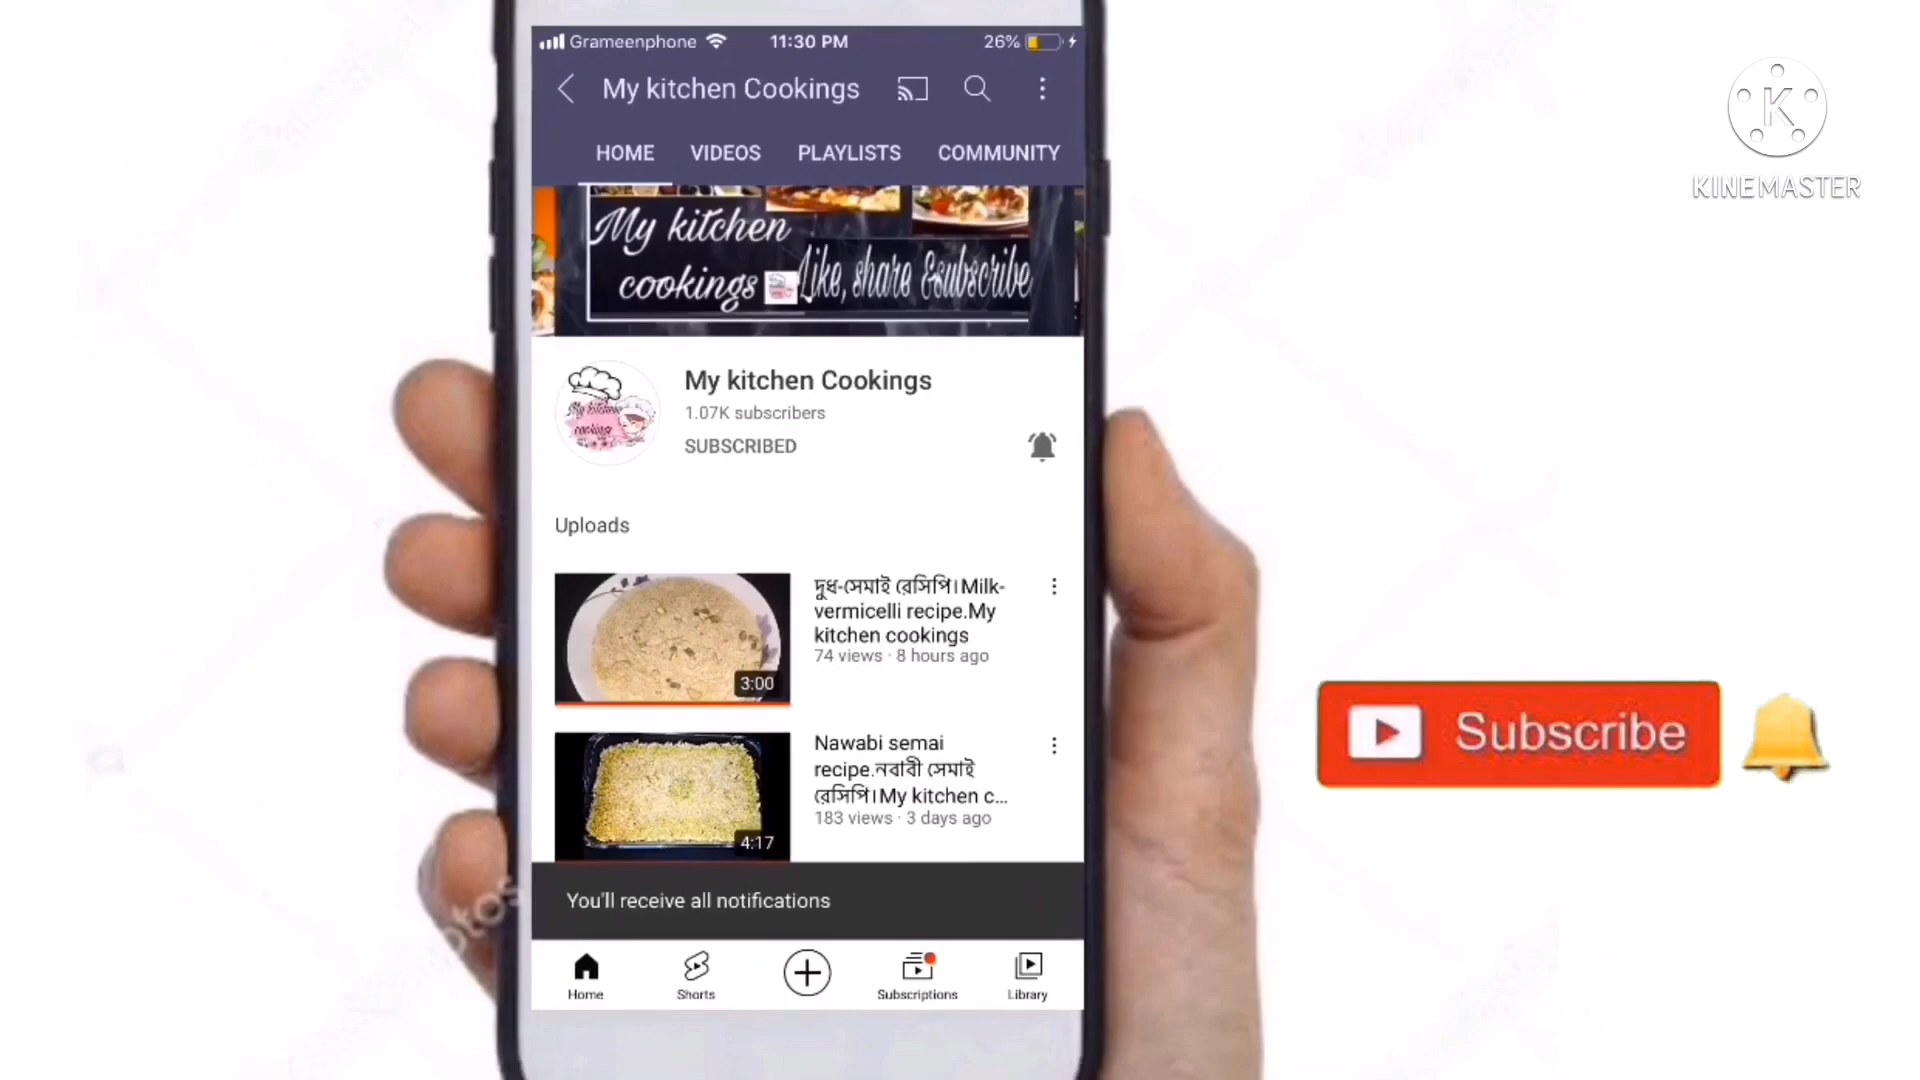 Grameenphone 11:30 PM 26%
My kitchen Cookings
HOME VIDEOS PLAYLISTS COMMUNITY
My kitchen
cookings Like, share &subscribe
My kitchen
cookings
My kitchen Cookings
1.07K subscribers
SUBSCRIBED
Uploads
দুধ-সেমাই রেসিপি।Milk-
vermicelli recipe.My
kitchen cookings
74 views · 8 hours ago
3:00
Nawabi semai
recipe.নবাবী সেমাই
রেসিপি।My kitchen c...
183 views · 3 days ago
4:17
You'll receive all notifications
Home Shorts Subscriptions Library
K
KINEMASTER
Subscribe